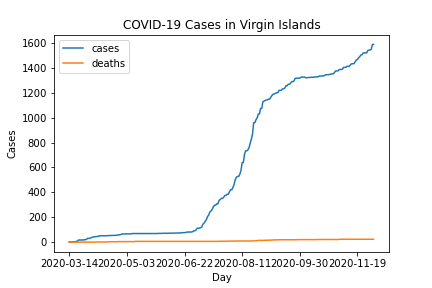 COVID-19 Cases in Virgin Islands
cases
deaths
1600
1400
1200
1000
800
600
400
200
0
Cases
2020-03-14 2020-05-03 2020-06-22 2020-08-11 2020-09-30 2020-11-19
Day